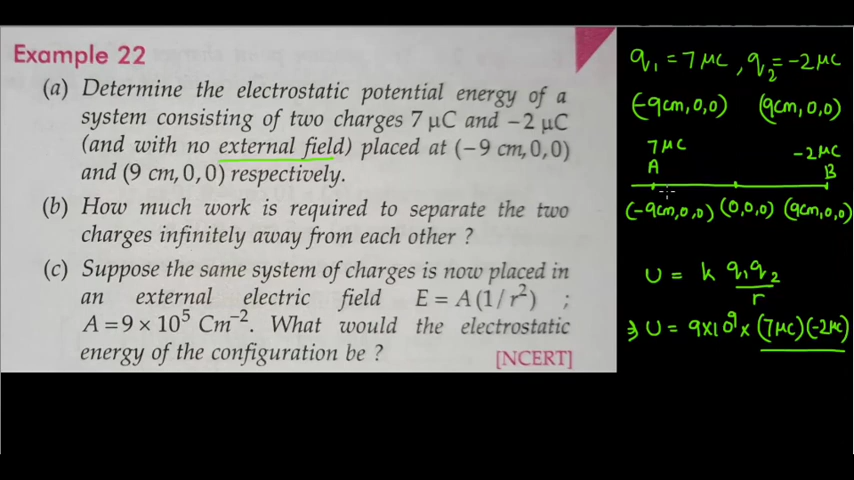 Example 22
(a) Determine the electrostatic potential energy of a
system consisting of two charges 7 μC and −2 μC
(and with no external field) placed at (−9 cm, 0, 0)
and (9 cm, 0, 0) respectively.
(b) How much work is required to separate the two
charges infinitely away from each other ?
(c) Suppose the same system of charges is now placed in
an external electric field E = A (1/r²) ;
A = 9 × 10⁵ Cm⁻². What would the electrostatic
energy of the configuration be ?
[NCERT]
q₁ = 7 μC , q₂ = −2 μC
(−9cm, 0, 0) (9cm, 0, 0)
7 μC −2 μC
A B
(−9cm, 0, 0) (0, 0, 0) (9cm, 0, 0)
U = k q₁q₂
r
⇒ U = 9×10⁹ × (7μC)(−2μC)